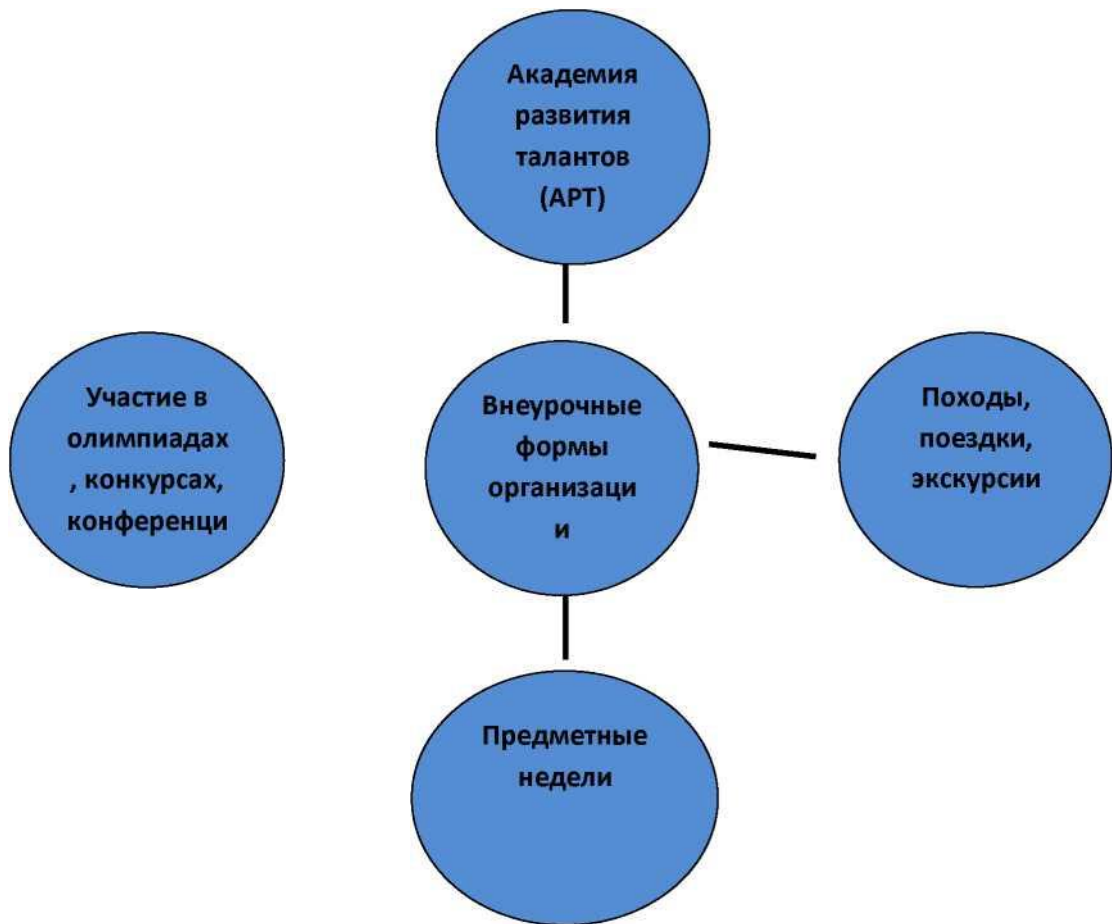 Академия
развития
талантов
(АРТ)
Участие в
олимпиадах
, конкурсах,
конференци
Внеурочные
формы
организаци
и
Походы,
поездки,
экскурсии
Предметные
недели